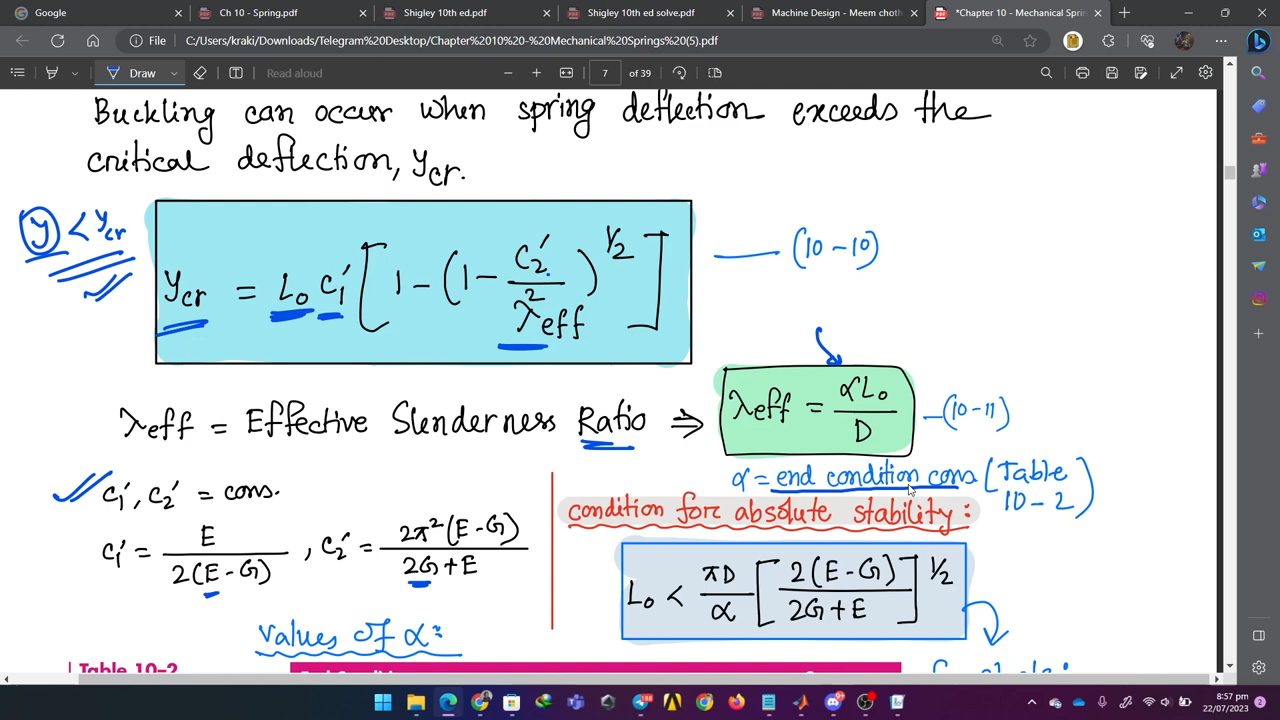 Google
Ch 10 - Spring.pdf
Shigley 10th ed.pdf
Shigley 10th ed solve.pdf
Machine Design - Meem choth
*Chapter 10 - Mechanical Sprin
File
C:/Users/kraki/Downloads/Telegram%20Desktop/Chapter%2010%20-%20Mechanical%20Springs%20(5).pdf
Draw
Read aloud
7 of 39
Buckling can occur when spring deflection exceeds the
critical deflection, ycr.
y < ycr
ycr = L₀ c₁′ [1 - (1 - C₂′/λ²eff)^1/2] (10-10)
λeff = Effective Slenderness Ratio ⇒ λeff = αL₀/D (10-11)
α = end condition cons. (Table 10-2)
c₁′, c₂′ = cons.
condition for absolute stability:
c₁′ = E/2(E-G), c₂′ = 2π²(E-G)/2G+E
L₀ < πD/α [2(E-G)/2G+E]^1/2
values of α:
Table 10-2
8:57 pm
22/07/2023